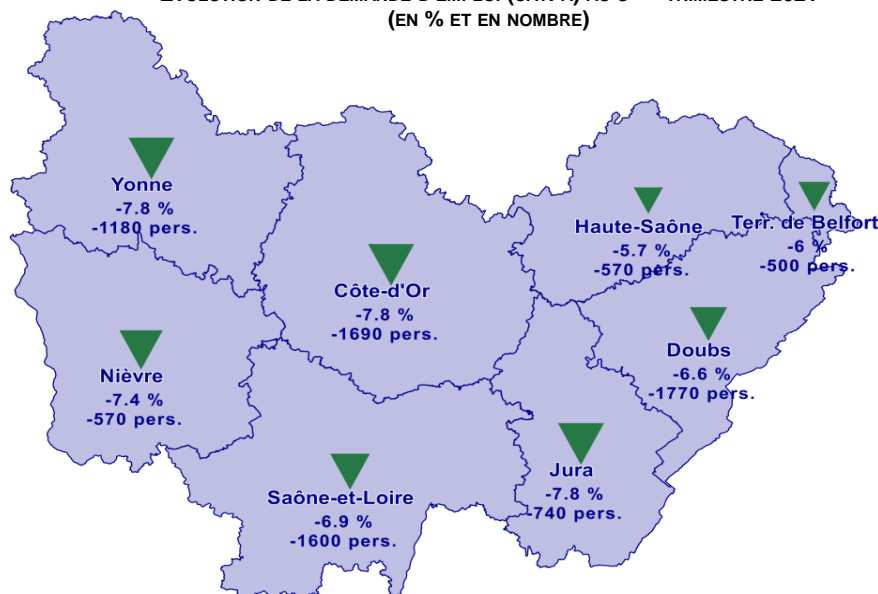 (EN % ET EN NOMBRE)
Yonne
-7.8 %
-1180 pers.
Haute-Saône
-5.7 %
-570 pers.
Terr. de Belfort
-6 %
-500 pers.
Côte-d'Or
-7.8 %
-1690 pers.
Doubs
-6.6 %
-1770 pers.
Nièvre
-7.4 %
-570 pers.
Jura
-7.8 %
-740 pers.
Saône-et-Loire
-6.9 %
-1600 pers.